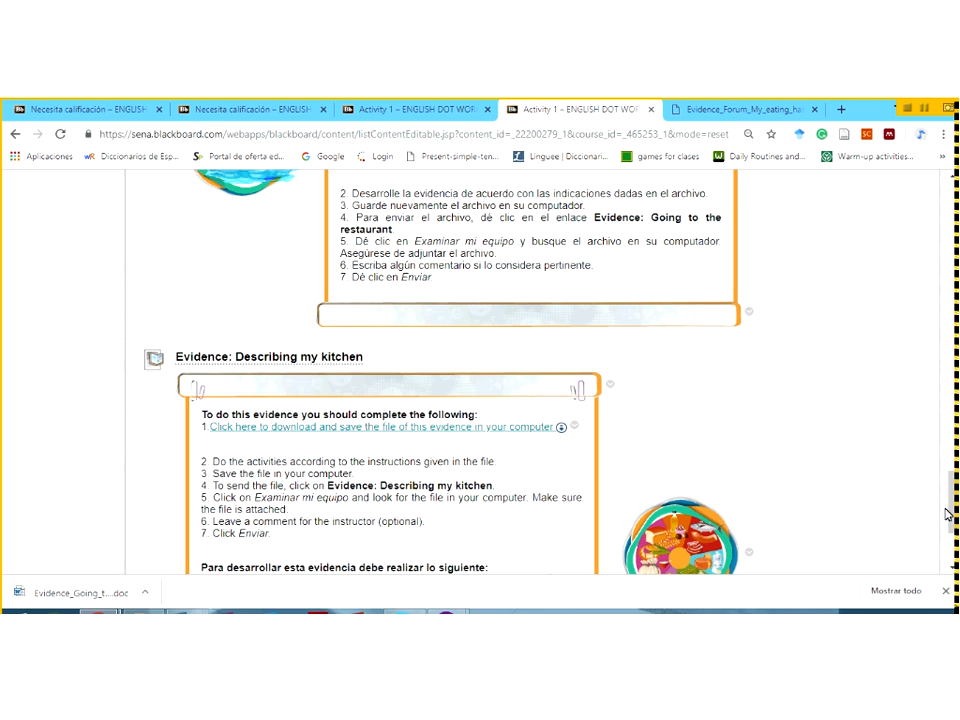 Necesita calificación – ENGLISH
Necesita calificación – ENGLISH
Activity 1 – ENGLISH DOT WOR
Activity 1 – ENGLISH DOT WOR
Evidence_Forum_My_eating_ha
https://sena.blackboard.com/webapps/blackboard/content/listContentEditable.jsp?content_id=_22200279_1&course_id=_465253_1&mode=reset
Aplicaciones
Diccionarios de Esp...
Portal de oferta ed...
Google
Login
Present-simple-ten...
Linguee | Diccionari...
games for clases
Daily Routines and...
Warm-up activities...
»
2. Desarrolle la evidencia de acuerdo con las indicaciones dadas en el archivo.
3. Guarde nuevamente el archivo en su computador.
4. Para enviar el archivo, dé clic en el enlace Evidence: Going to the
restaurant.
5. Dé clic en Examinar mi equipo y busque el archivo en su computador.
Asegúrese de adjuntar el archivo.
6. Escriba algún comentario si lo considera pertinente.
7. Dé clic en Enviar.
Evidence: Describing my kitchen
To do this evidence you should complete the following:
1.Click here to download and save the file of this evidence in your computer
2. Do the activities according to the instructions given in the file.
3. Save the file in your computer.
4. To send the file, click on Evidence: Describing my kitchen.
5. Click on Examinar mi equipo and look for the file in your computer. Make sure
the file is attached.
6. Leave a comment for the instructor (optional).
7. Click Enviar.
Para desarrollar esta evidencia debe realizar lo siguiente:
Evidence_Going_t....doc
Mostrar todo